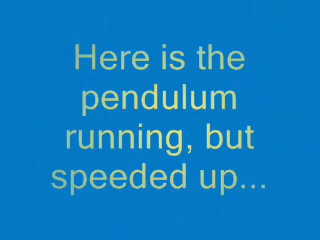 Here is the
pendulum
running, but
speeded up...